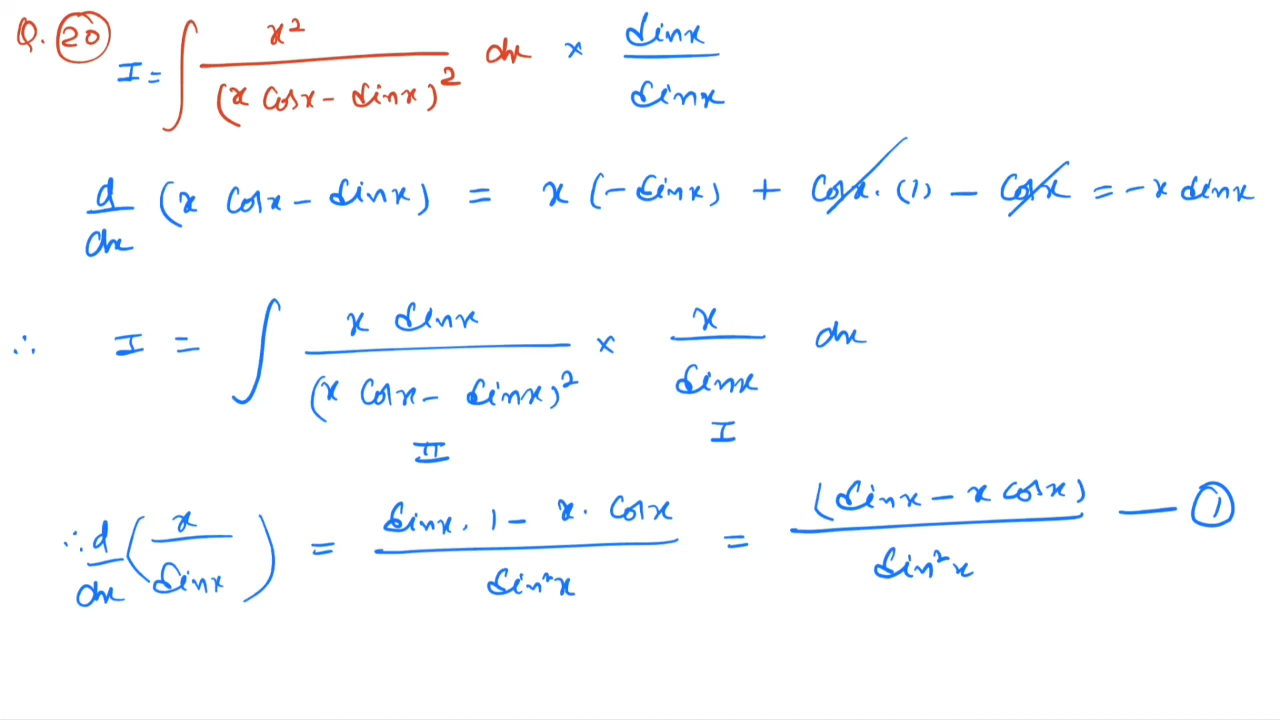 Q. 20 I = ∫ x² / (x cosx - sinx)² dx × sinx / sinx
d/dx (x cosx - sinx) = x (-sinx) + cosx. (1) - cosx = -x sinx
∴ I = ∫ x sinx / (x cosx - sinx)² × x / sinx dx
II I
∴ d/dx (x / sinx) = sinx. 1 - x. cosx / sin²x = (sinx - x cosx) / sin²x — ①